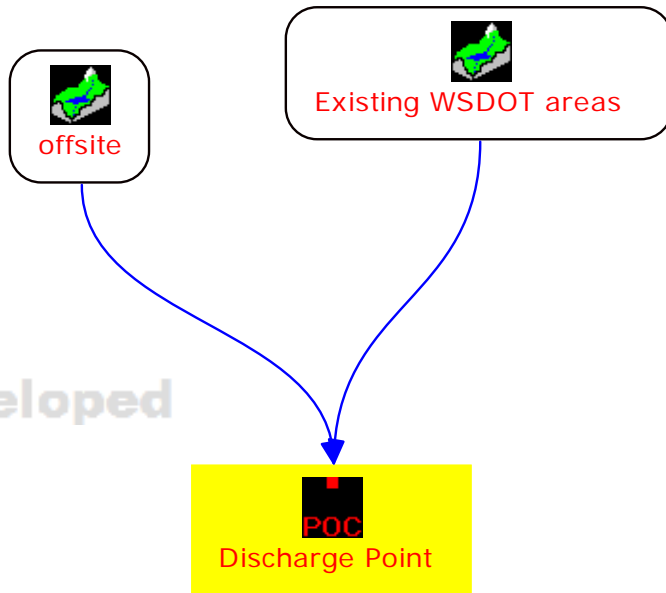 Existing WSDOT areas
offsite
eloped
POC
Discharge Point